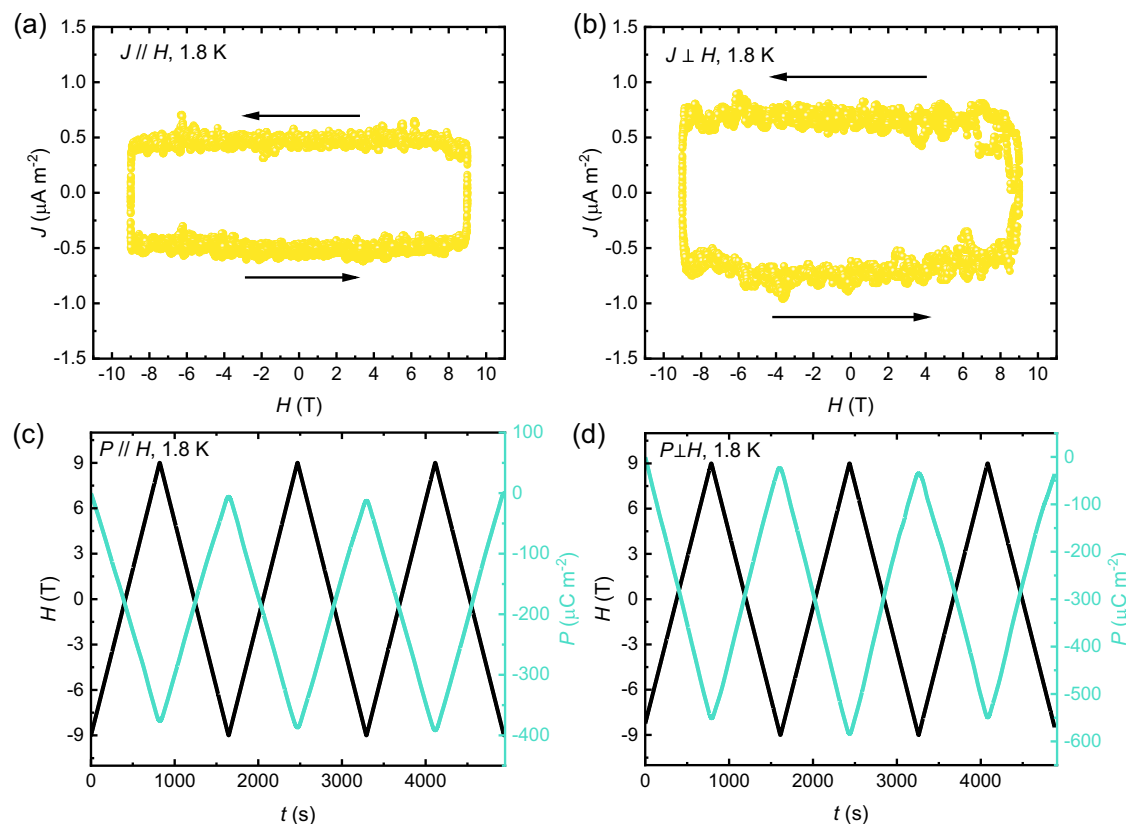 (a)
J // H, 1.8 K
1.5
1.0
0.5
0.0
-0.5
-1.0
-1.5
J (μA m-2)
-10 -8 -6 -4 -2 0 2 4 6 8 10
H (T)
(b)
J ⊥ H, 1.8 K
1.5
1.0
0.5
0.0
-0.5
-1.0
-1.5
J (μA m-2)
-10 -8 -6 -4 -2 0 2 4 6 8 10
H (T)
(c)
P // H, 1.8 K
9
6
3
0
-3
-6
-9
H (T)
100
0
-100
-200
-300
-400
P (μC m-2)
0 1000 2000 3000 4000
t (s)
(d)
P⊥H, 1.8 K
9
6
3
0
-3
-6
-9
H (T)
0
-100
-200
-300
-400
-500
-600
P (μC m-2)
0 1000 2000 3000 4000
t (s)